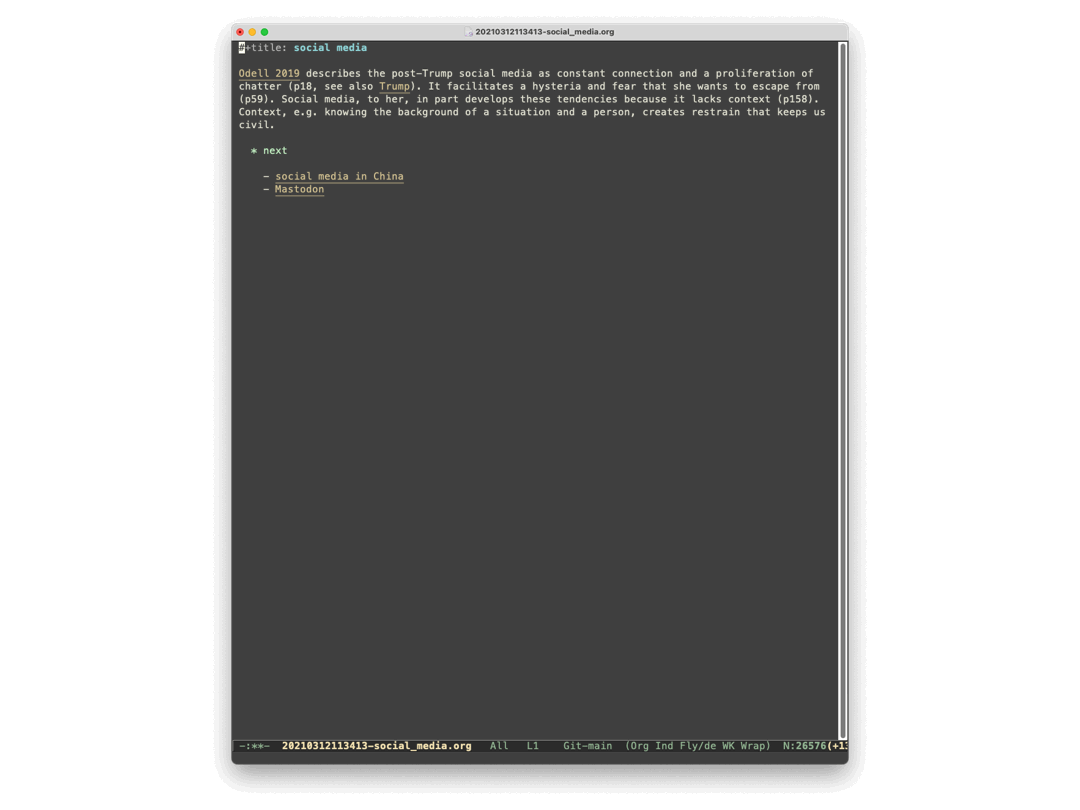 20210312113413-social_media.org
#+title: social media
Odell 2019 describes the post-Trump social media as constant connection and a proliferation of
chatter (p18, see also Trump). It facilitates a hysteria and fear that she wants to escape from
(p59). Social media, to her, in part develops these tendencies because it lacks context (p158).
Context, e.g. knowing the background of a situation and a person, creates restrain that keeps us
civil.
* next
- social media in China
- Mastodon
-:**- 20210312113413-social_media.org All L1 Git-main (Org Ind Fly/de WK Wrap) N:26576(+13